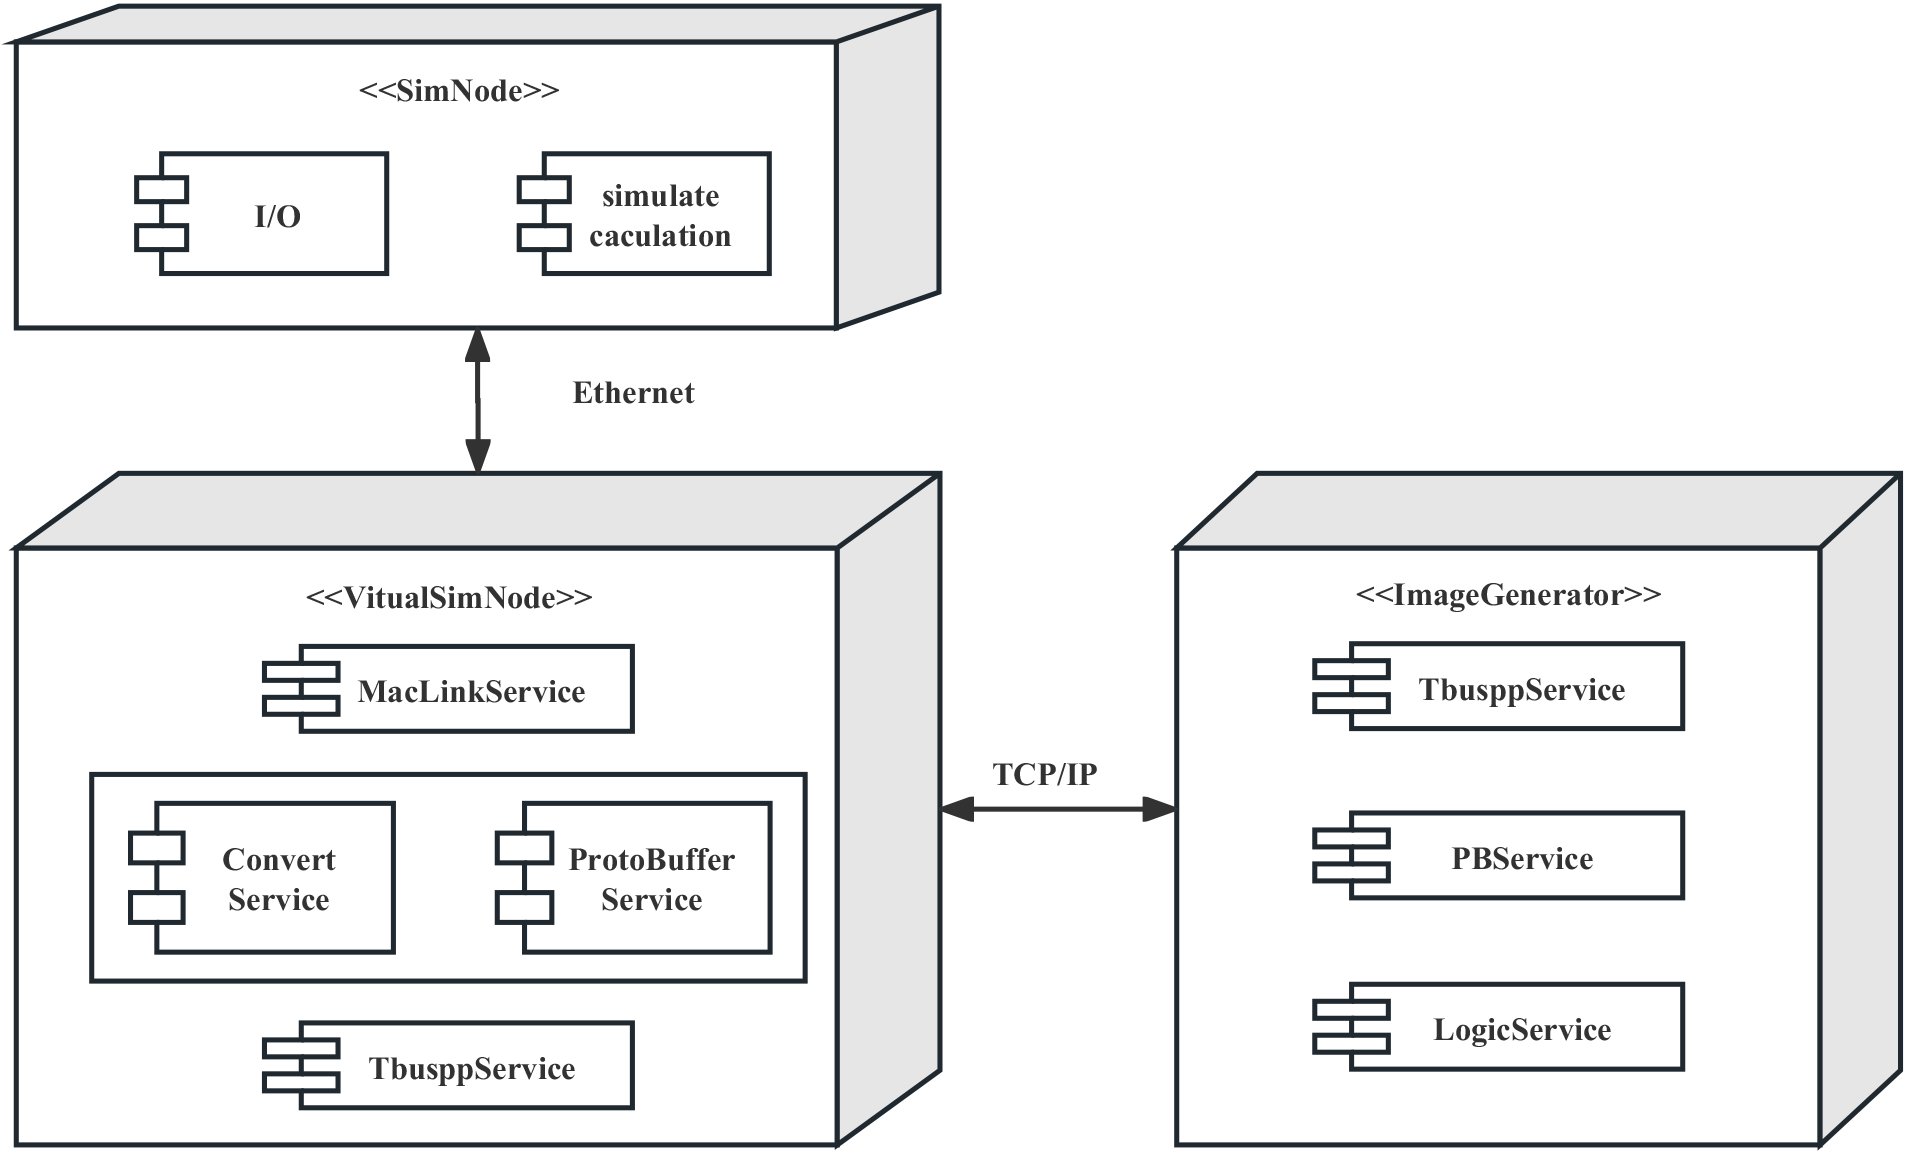 <<SimNode>>
I/O
simulate
caculation
Ethernet
<<VitualSimNode>>
MacLinkService
Convert
Service
ProtoBuffer
Service
TbusppService
TCP/IP
<<ImageGenerator>>
TbusppService
PBService
LogicService